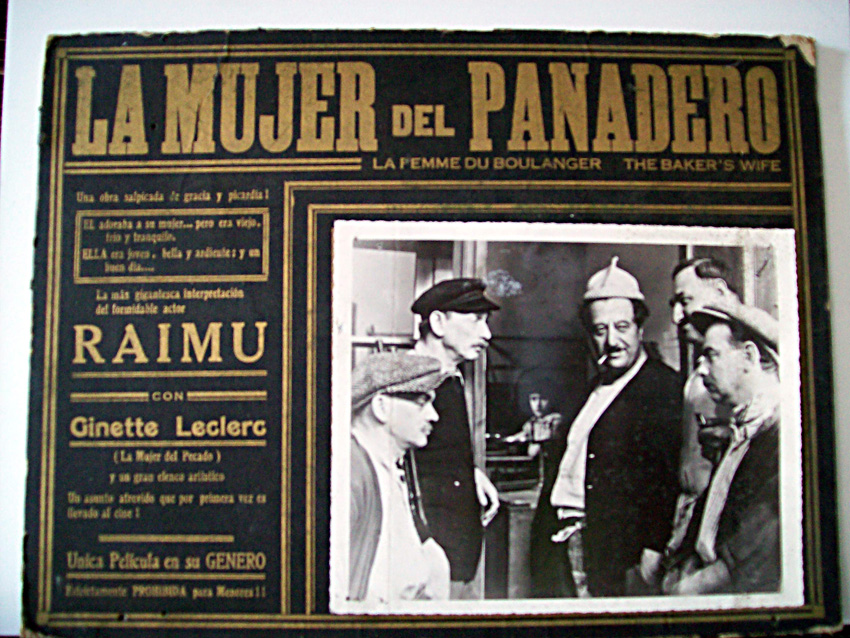 LA MUJER DEL PANADERO
LA FEMME DU BOULANGER THE BAKER'S WIFE
Una obra salpicada de gracia y picardia!
EL adoraba a su mujer... pero era viejo,
frio y tranquilo.
ELLA era joven, bella y ardiente; y un
buen dia....
La más gigantesca interpretación
del formidable actor
RAIMU
CON
Ginette Leclerc
(La Mujer del Pecado)
y un gran elenco artístico
Un asunto atrevido que por primera vez es
llevado al cine!
Unica Película en su GENERO
Estrictamente PROHIBIDA para Menores!!